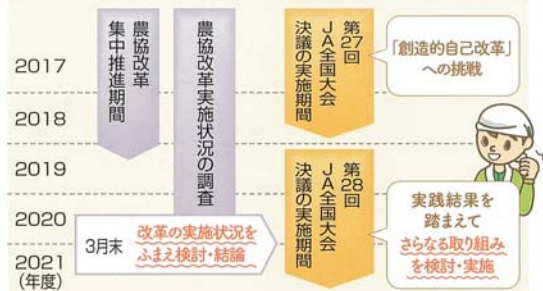 2017
2018
2019
2020
2021
(年度)
農協改革
集中推進期間
農協改革実施状況の調査
第27回
JA全国大会
決議の実施期間
「創造的自己改革」
への挑戦
第28回
JA全国大会
決議の実施期間
実践結果を
踏まえて
さらなる取り組み
を検討・実施
3月末
改革の実施状況を
ふまえ検討・結論